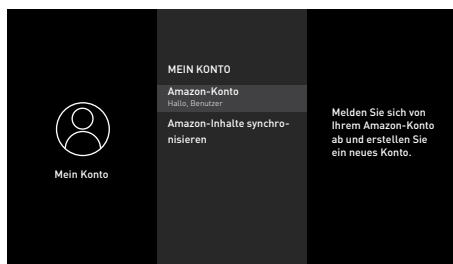 Mein Konto
MEIN KONTO
Amazon-Konto
Hallo, Benutzer
Amazon-Inhalte synchro-
nisieren
Melden Sie sich von
Ihrem Amazon-Konto
ab und erstellen Sie
ein neues Konto.